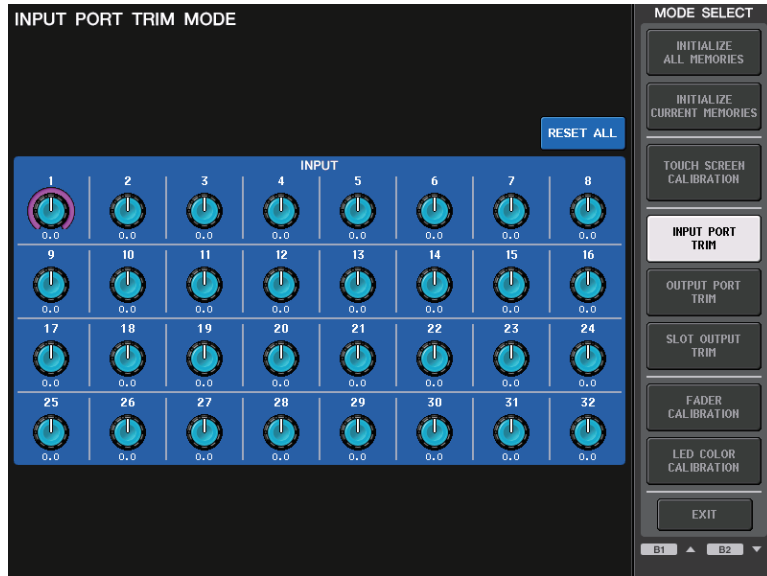 INPUT PORT TRIM MODE
RESET ALL
INPUT
1 2 3 4 5 6 7 8
0.0 0.0 0.0 0.0 0.0 0.0 0.0 0.0
9 10 11 12 13 14 15 16
0.0 0.0 0.0 0.0 0.0 0.0 0.0 0.0
17 18 19 20 21 22 23 24
0.0 0.0 0.0 0.0 0.0 0.0 0.0 0.0
25 26 27 28 29 30 31 32
0.0 0.0 0.0 0.0 0.0 0.0 0.0 0.0
MODE SELECT
INITIALIZE
ALL MEMORIES
INITIALIZE
CURRENT MEMORIES
TOUCH SCREEN
CALIBRATION
INPUT PORT
TRIM
OUTPUT PORT
TRIM
SLOT OUTPUT
TRIM
FADER
CALIBRATION
LED COLOR
CALIBRATION
EXIT
B1 ▲ B2 ▼